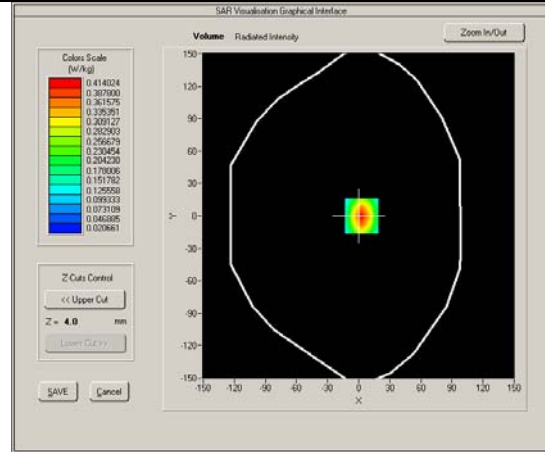 SAR Visualisation Graphical Interface
Volume Radiated Intensity
Zoom In/Out
Colors Scale
(W/kg)
0.414024
0.387800
0.361575
0.335351
0.309127
0.282903
0.256679
0.230454
0.204230
0.178006
0.151782
0.125558
0.099333
0.073109
0.046885
0.020661
Z Cuts Control
<< Upper Cut
Z = 4.0 mm
Lower Cut >>
SAVE Cancel
150
120
90
60
30
0
-30
-60
-90
-120
-150
Y
-150 -120 -90 -60 -30 0 30 60 90 120 150
X